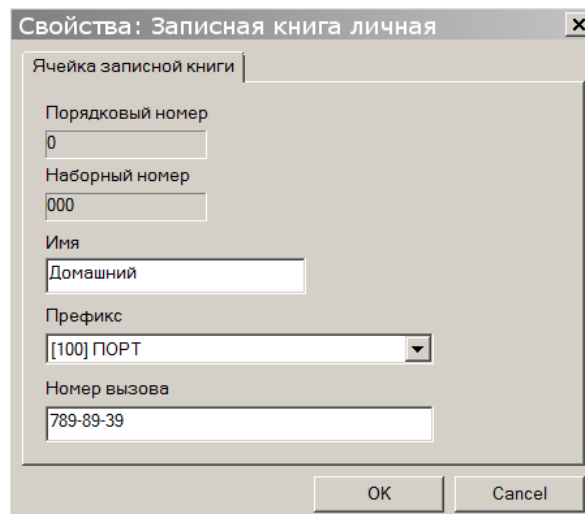 Свойства: Записная книга личная
Ячейка записной книги
Порядковый номер
0
Наборный номер
000
Имя
Домашний
Префикс
[100] ПОРТ
Номер вызова
789-89-39
OK Cancel